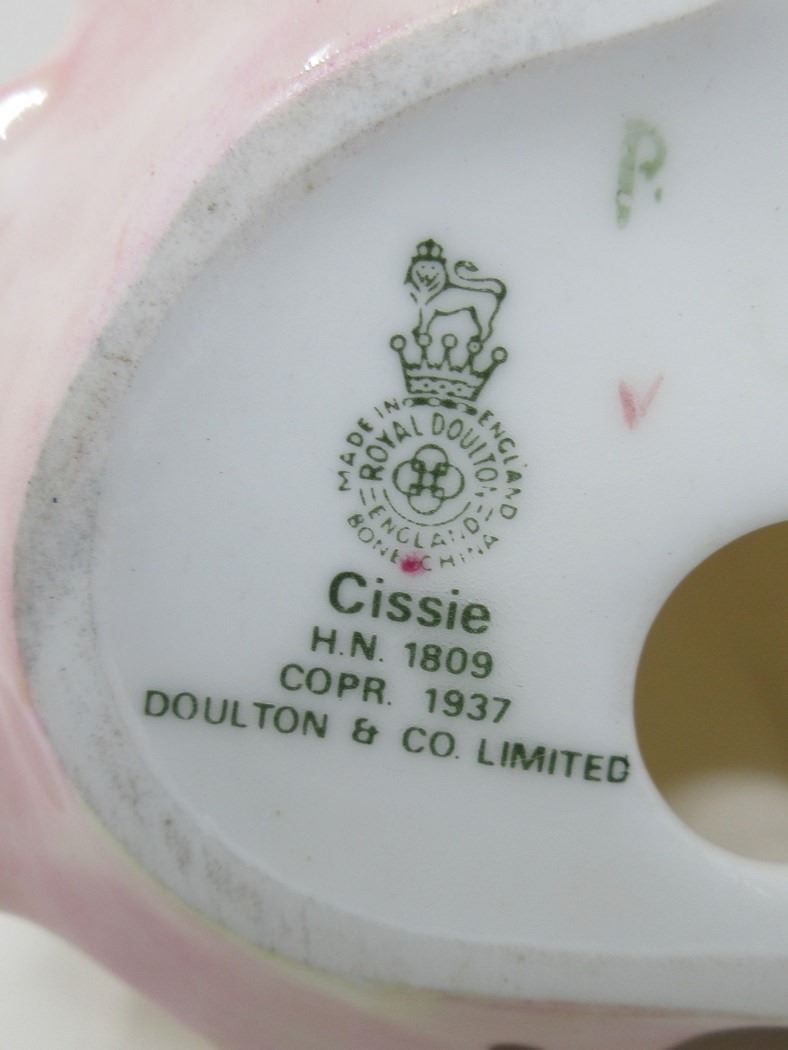 P.
MADE IN ENGLAND
ROYAL DOULTON
ENGLAND
BONE CHINA
Cissie
H.N. 1809
COPR. 1937
DOULTON & CO. LIMITED